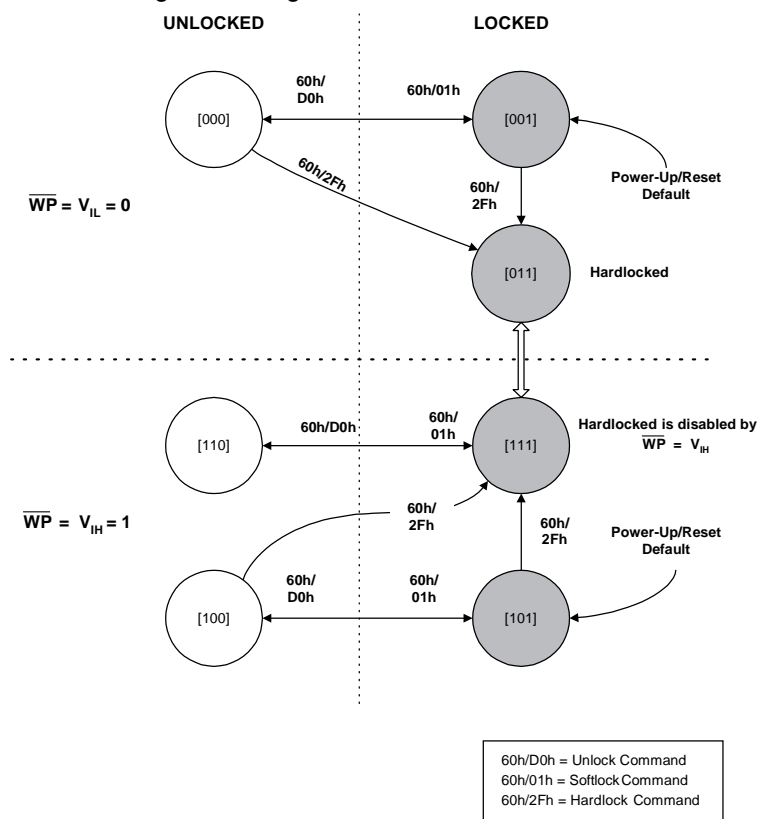 UNLOCKED
LOCKED
60h/
D0h
60h/01h
[000]
[001]
60h/2Fh
60h/
2Fh
Power-Up/Reset
Default
WP = VIL = 0
[011]
Hardlocked
60h/D0h
60h/
01h
[110]
[111]
Hardlocked is disabled by
WP = VIH
60h/
2Fh
WP = VIH = 1
60h/
2Fh
Power-Up/Reset
Default
60h/
D0h
60h/
01h
[100]
[101]
60h/D0h = Unlock Command
60h/01h = Softlock Command
60h/2Fh = Hardlock Command